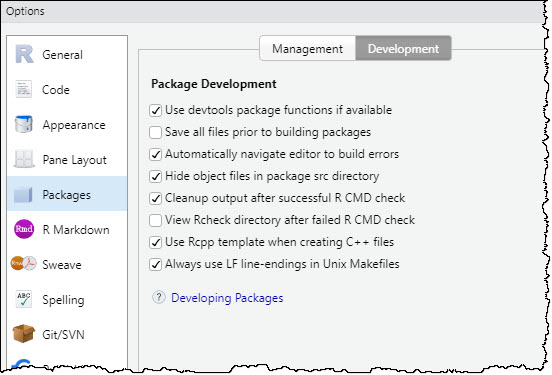 Options
General
Code
Appearance
Pane Layout
Packages
R Markdown
Sweave
Spelling
Git/SVN
Management
Development
Package Development
Use devtools package functions if available
Save all files prior to building packages
Automatically navigate editor to build errors
Hide object files in package src directory
Cleanup output after successful R CMD check
View Rcheck directory after failed R CMD check
Use Rcpp template when creating C++ files
Always use LF line-endings in Unix Makefiles
? Developing Packages
R
Rmd
ABC